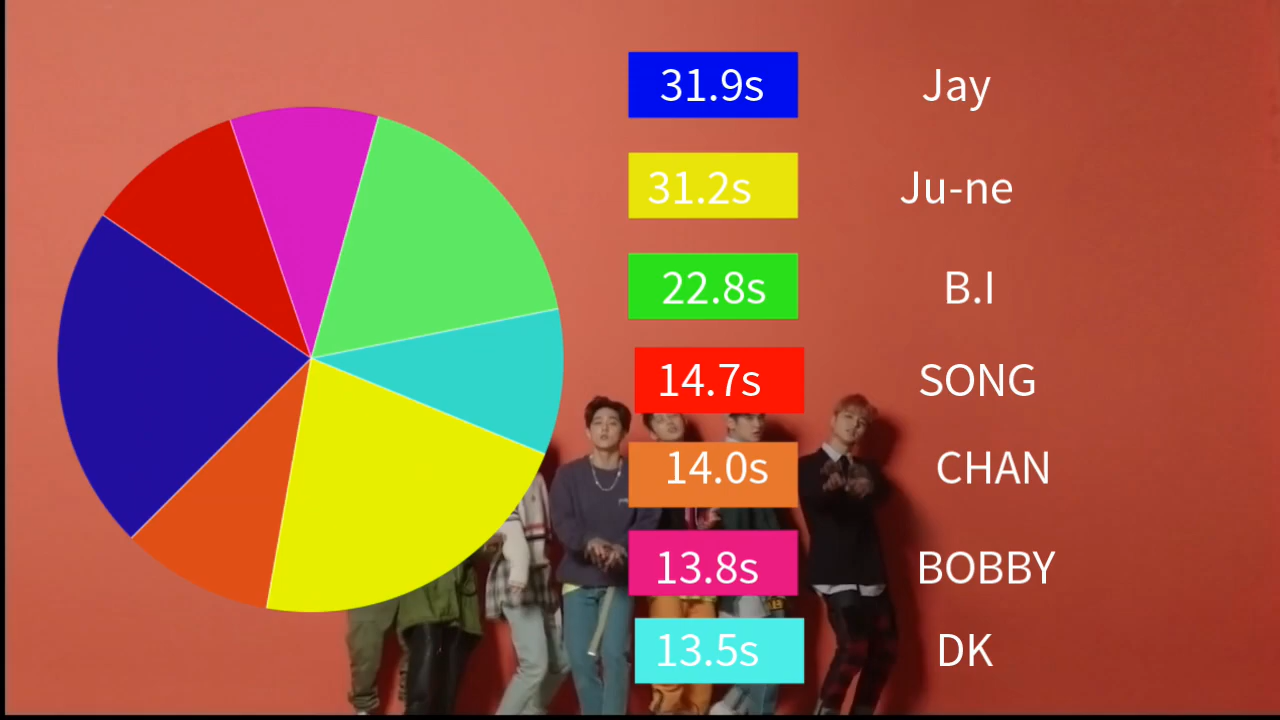 31.9s Jay
31.2s Ju-ne
22.8s B.I
14.7s SONG
14.0s CHAN
13.8s BOBBY
13.5s DK